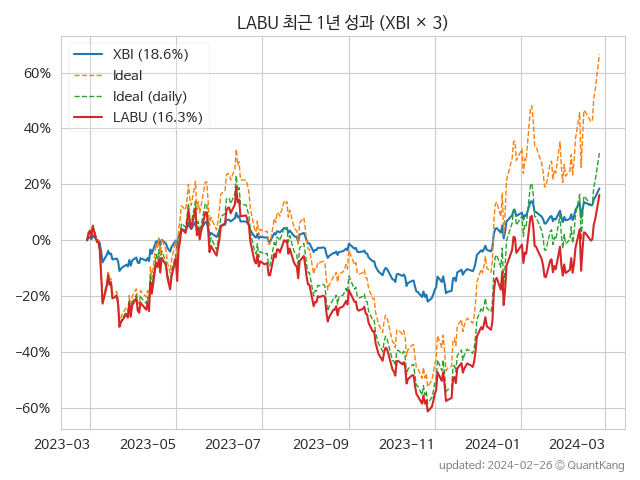 LABU 최근 1년 성과 (XBI × 3)
XBI (18.6%)
Ideal
Ideal (daily)
LABU (16.3%)
60%
40%
20%
0%
−20%
−40%
−60%
2023-03 2023-05 2023-07 2023-09 2023-11 2024-01 2024-03
updated: 2024-02-26 © QuantKang